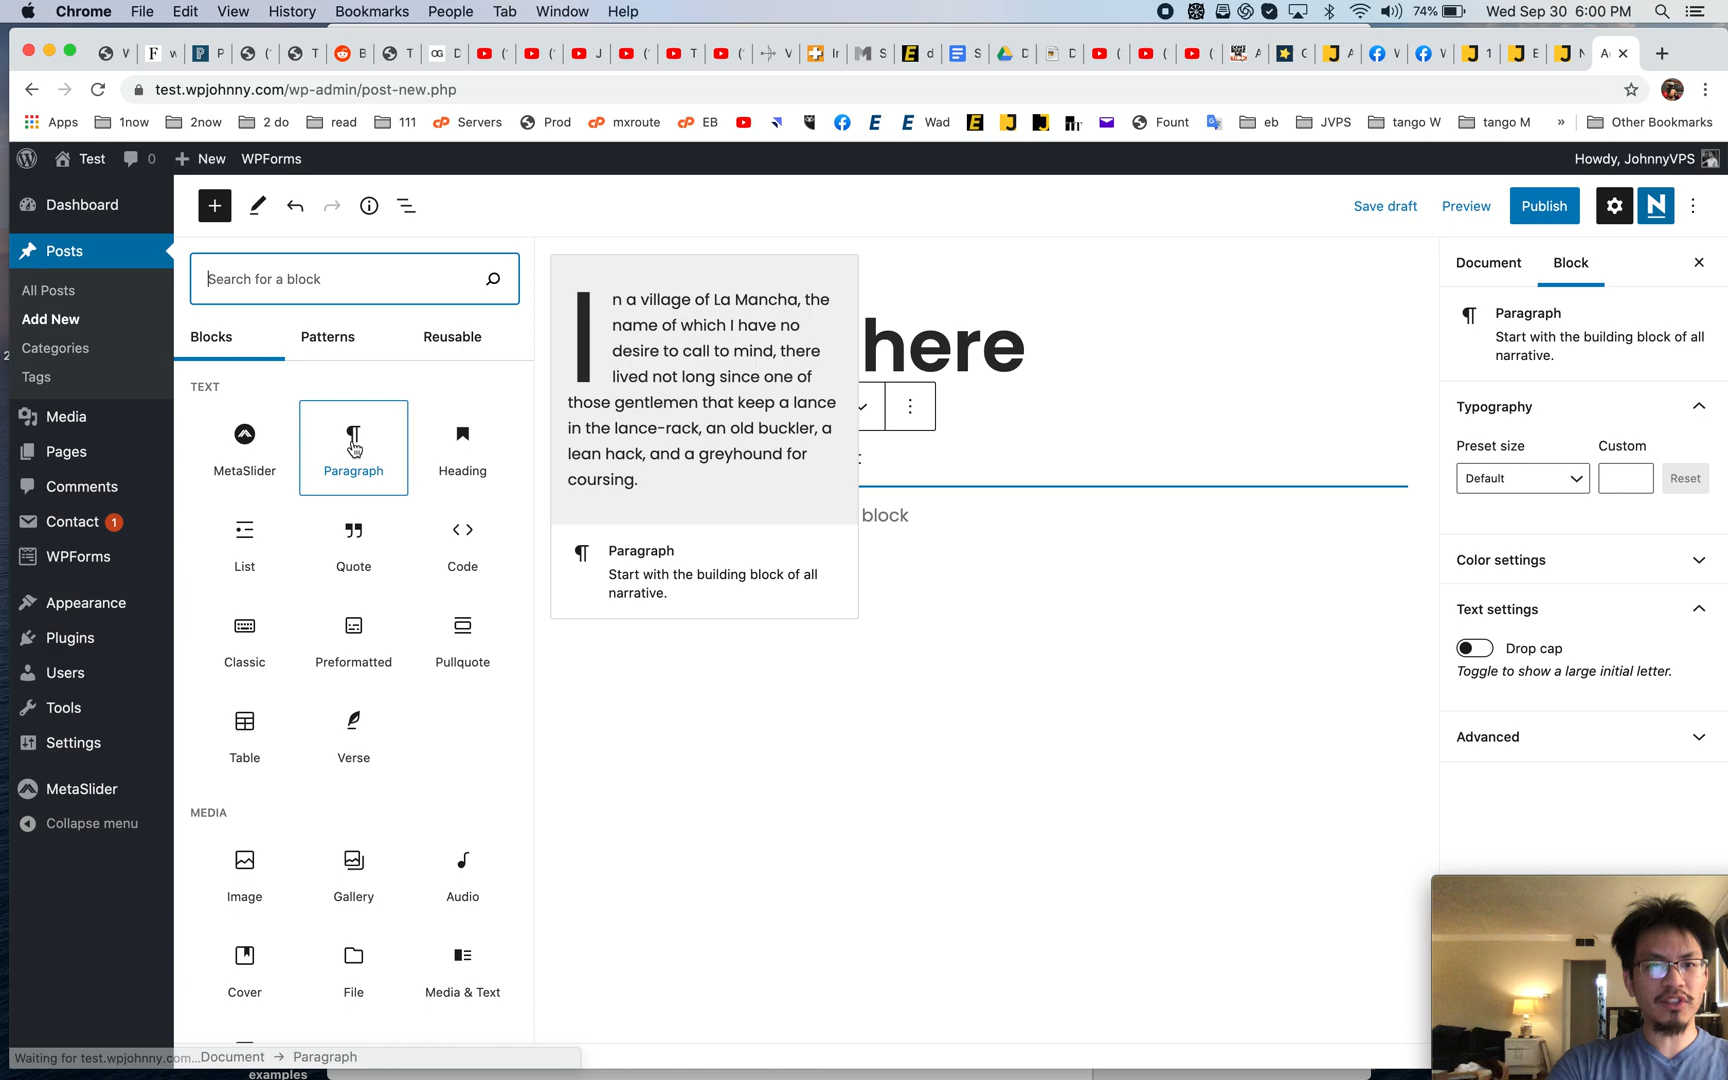 Chrome File Edit View History Bookmarks People Tab Window Help 74% Wed Sep 30 6:00 PM
test.wpjohnny.com/wp-admin/post-new.php
Apps 1now 2now 2 do read 111 Servers Prod mxroute EB Wad Fount eb JVPS tango W tango M » Other Bookmarks
Test 0 New WPForms Howdy, JohnnyVPS
Dashboard
Posts
All Posts
Add New
Categories
Tags
Media
Pages
Comments
Contact 1
WPForms
Appearance
Plugins
Users
Tools
Settings
MetaSlider
Collapse menu
Save draft Preview Publish
Search for a block
Blocks Patterns Reusable
TEXT
MetaSlider Paragraph Heading
List Quote Code
Classic Preformatted Pullquote
Table Verse
MEDIA
Image Gallery Audio
Cover File Media & Text
In a village of La Mancha, the
name of which I have no
desire to call to mind, there
lived not long since one of
those gentlemen that keep a lance
in the lance-rack, an old buckler, a
lean hack, and a greyhound for
coursing.
Paragraph
Start with the building block of all
narrative.
here
block
Document Block
Paragraph
Start with the building block of all
narrative.
Typography
Preset size Custom
Default Reset
Color settings
Text settings
Drop cap
Toggle to show a large initial letter.
Advanced
Waiting for test.wpjohnny.com... Document → Paragraph
examples